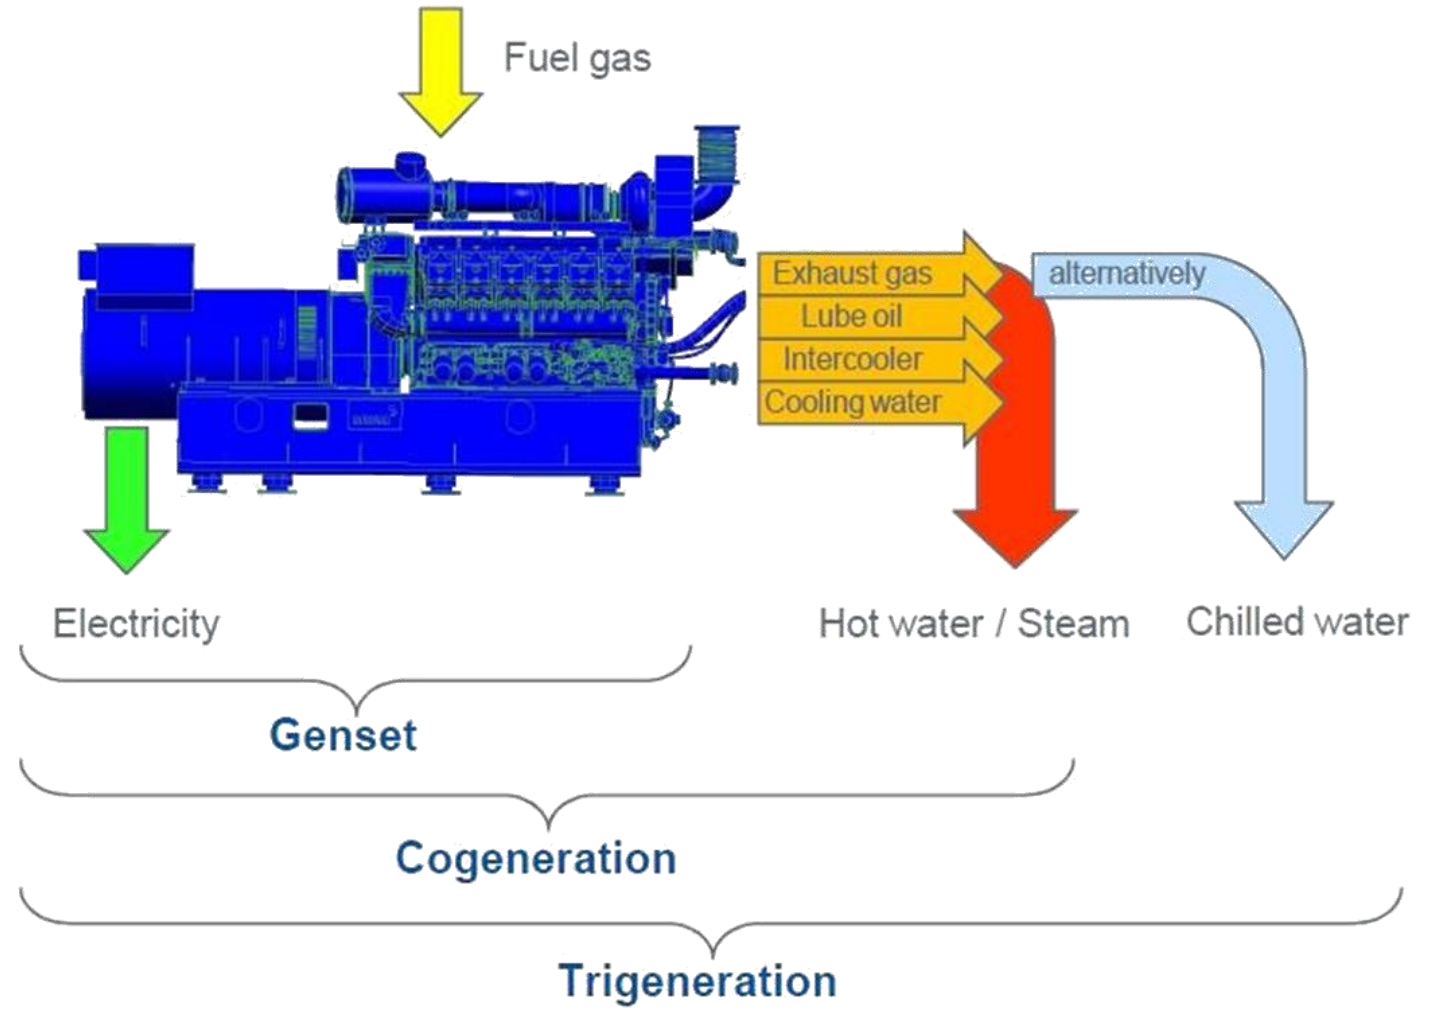 Fuel gas
Exhaust gas
alternatively
Lube oil
Intercooler
Cooling water
Electricity
Hot water / Steam
Chilled water
Genset
Cogeneration
Trigeneration